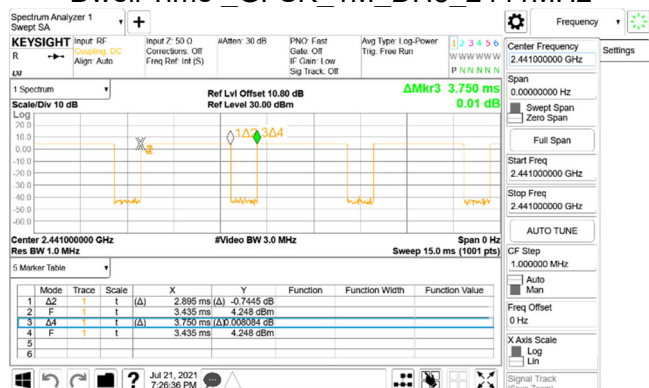 Dwell Time _GFSK_1M_DH5_2441MHz
Spectrum Analyzer 1
Swept SA
+
Frequency
KEYSIGHT
R
LXI
Input: RF
Coupling: DC
Align: Auto
Input Z: 50 Ω
Corrections: Off
Freq Ref: Int (S)
#Atten: 30 dB
PNO: Fast
Gate: Off
IF Gain: Low
Sig Track: Off
Avg Type: Log-Power
Trig: Free Run
1 2 3 4 5 6
W W W W W W
P N N N N N
1 Spectrum
Scale/Div 10 dB
Ref Lvl Offset 10.80 dB
Ref Level 30.00 dBm
ΔMkr3 3.750 ms
0.01 dB
Log
20.0
10.0
0.00
-10.0
-20.0
-30.0
-40.0
-50.0
-60.0
1Δ2 3Δ4
Center 2.441000000 GHz
Res BW 1.0 MHz
#Video BW 3.0 MHz
Span 0 Hz
Sweep 15.0 ms (1001 pts)
5 Marker Table
Mode Trace Scale X Y Function Function Width Function Value
1 Δ2 1 t (Δ) 2.895 ms (Δ) -0.7445 dB
2 F 1 t 3.435 ms 4.248 dBm
3 Δ4 1 t (Δ) 3.750 ms (Δ) 0.008084 dB
4 F 1 t 3.435 ms 4.248 dBm
5
6
?
Jul 21, 2021
7:26:36 PM
Center Frequency
2.441000000 GHz
Settings
Span
0.00000000 Hz
Swept Span
Zero Span
Full Span
Start Freq
2.441000000 GHz
Stop Freq
2.441000000 GHz
AUTO TUNE
CF Step
1.000000 MHz
Auto
Man
Freq Offset
0 Hz
X Axis Scale
Log
Lin
Signal Track